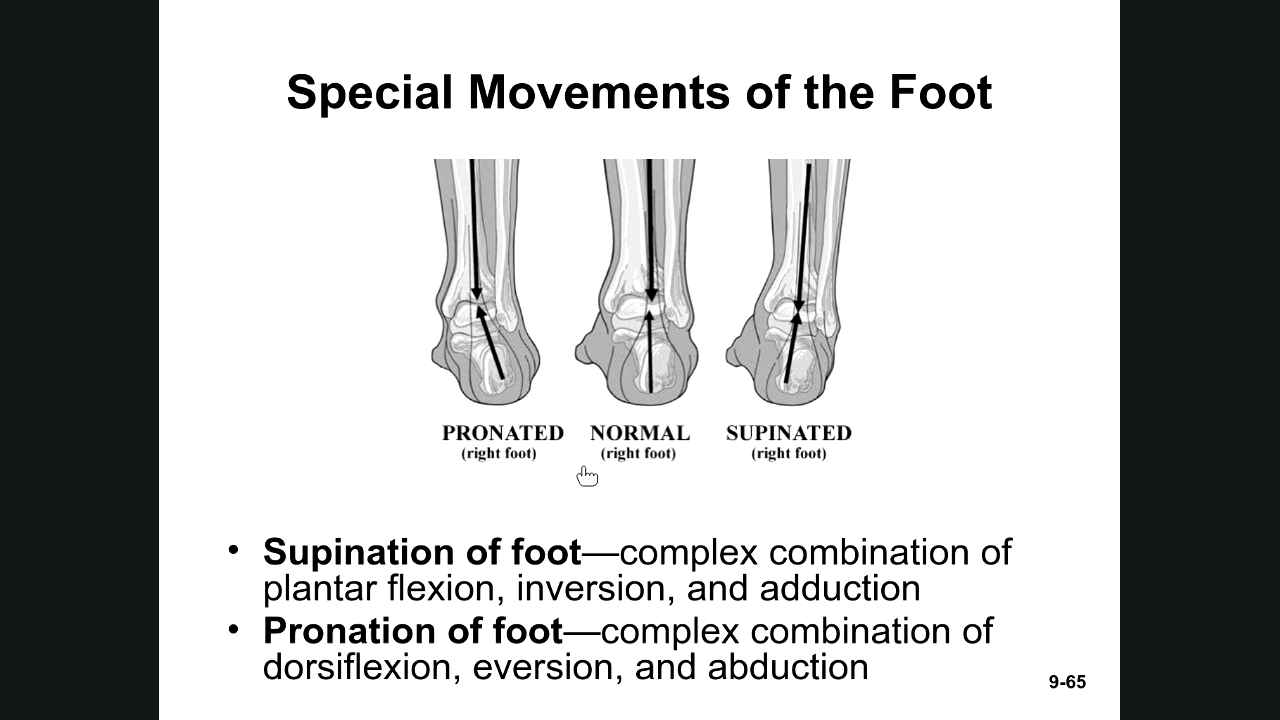 Special Movements of the Foot
PRONATED NORMAL SUPINATED
(right foot) (right foot) (right foot)
• Supination of foot—complex combination of
plantar flexion, inversion, and adduction
• Pronation of foot—complex combination of
dorsiflexion, eversion, and abduction
9-65